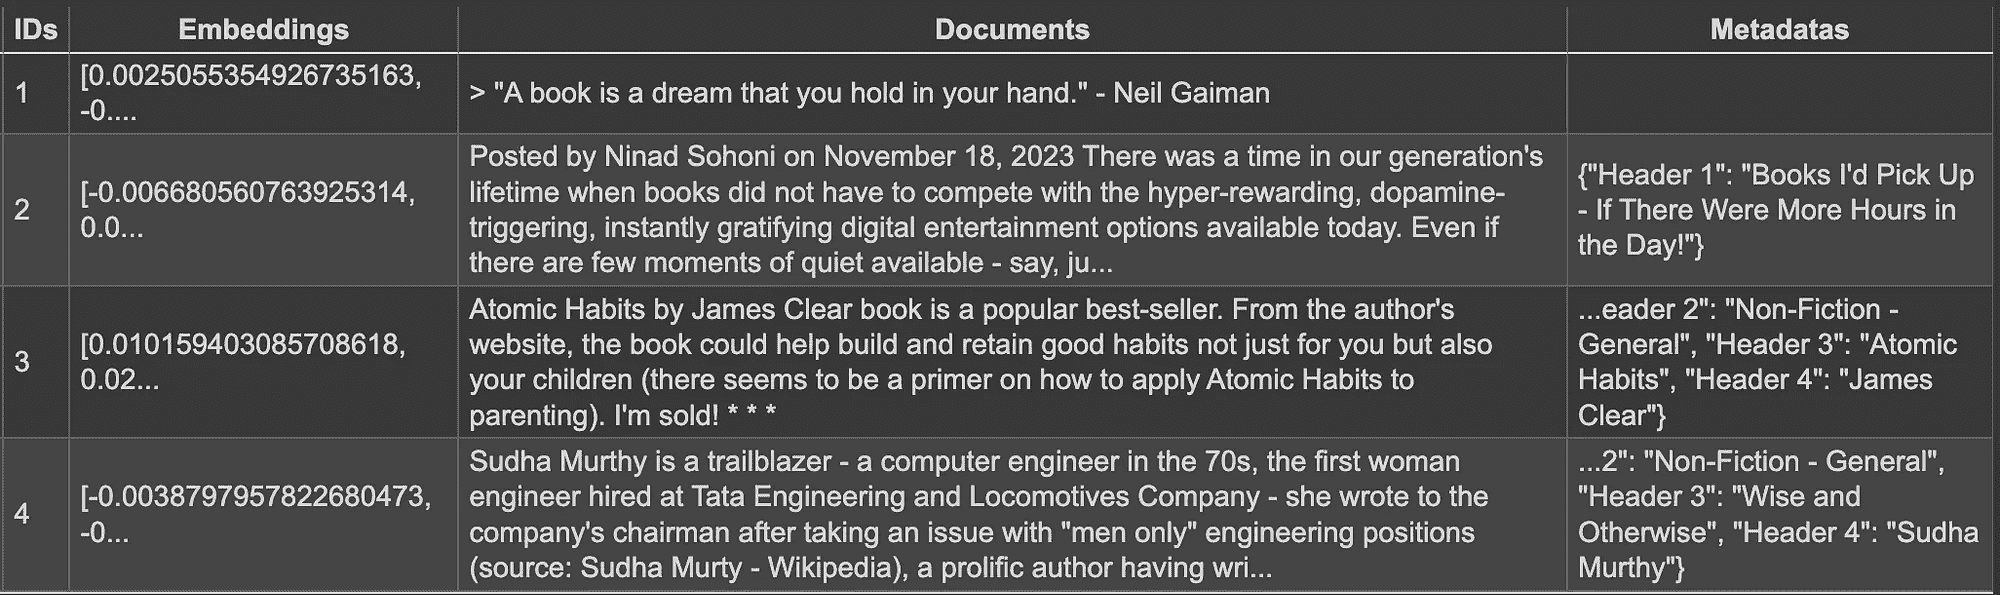 IDs Embeddings Documents Metadatas
1
[0.0025055354926735163,
-0....
> "A book is a dream that you hold in your hand." - Neil Gaiman
2
[-0.006680560763925314,
0.0...
Posted by Ninad Sohoni on November 18, 2023 There was a time in our generation's
lifetime when books did not have to compete with the hyper-rewarding, dopamine-
triggering, instantly gratifying digital entertainment options available today. Even if
there are few moments of quiet available - say, ju...
{"Header 1": "Books I'd Pick Up
- If There Were More Hours in
the Day!"}
3
[0.010159403085708618,
0.02...
Atomic Habits by James Clear book is a popular best-seller. From the author's
website, the book could help build and retain good habits not just for you but also
your children (there seems to be a primer on how to apply Atomic Habits to
parenting). I'm sold! * * *
...eader 2": "Non-Fiction -
General", "Header 3": "Atomic
Habits", "Header 4": "James
Clear"}
4
[-0.0038797957822680473,
-0...
Sudha Murthy is a trailblazer - a computer engineer in the 70s, the first woman
engineer hired at Tata Engineering and Locomotives Company - she wrote to the
company's chairman after taking an issue with "men only" engineering positions
(source: Sudha Murty - Wikipedia), a prolific author having wri...
...2": "Non-Fiction - General",
"Header 3": "Wise and
Otherwise", "Header 4": "Sudha
Murthy"}